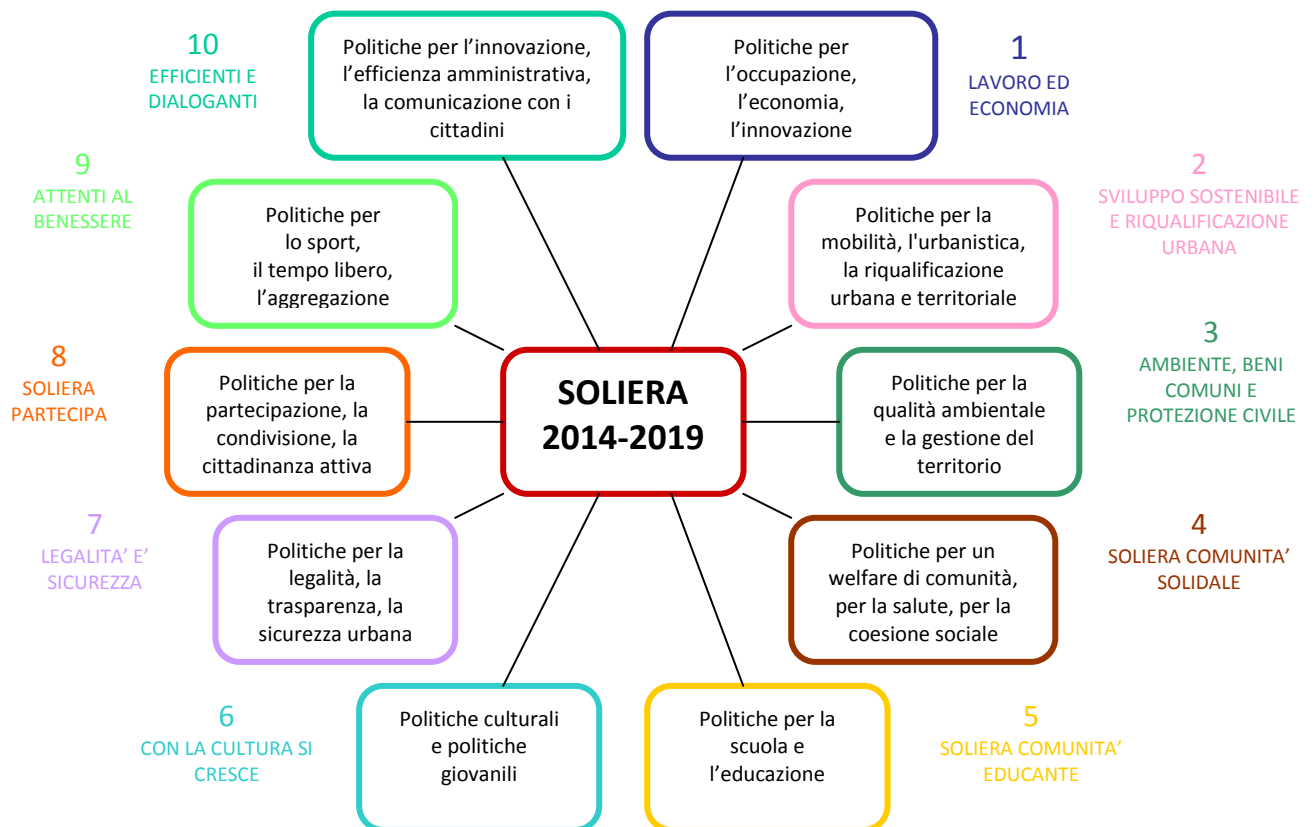 10
EFFICIENTI E
DIALOGANTI
Politiche per l’innovazione,
l’efficienza amministrativa,
la comunicazione con i
cittadini
Politiche per
l’occupazione,
l’economia,
l’innovazione
1
LAVORO ED
ECONOMIA
9
ATTENTI AL
BENESSERE
Politiche per
lo sport,
il tempo libero,
l’aggregazione
Politiche per la
mobilità, l'urbanistica,
la riqualificazione
urbana e territoriale
2
SVILUPPO SOSTENIBILE
E RIQUALIFICAZIONE
URBANA
8
SOLIERA
PARTECIPA
Politiche per la
partecipazione, la
condivisione, la
cittadinanza attiva
SOLIERA
2014-2019
Politiche per la
qualità ambientale
e la gestione del
territorio
3
AMBIENTE, BENI
COMUNI E
PROTEZIONE CIVILE
7
LEGALITA’ E’
SICUREZZA
Politiche per la
legalità, la
trasparenza, la
sicurezza urbana
Politiche per un
welfare di comunità,
per la salute, per la
coesione sociale
4
SOLIERA COMUNITA’
SOLIDALE
6
CON LA CULTURA SI
CRESCE
Politiche culturali
e politiche
giovanili
Politiche per la
scuola e
l’educazione
5
SOLIERA COMUNITA’
EDUCANTE